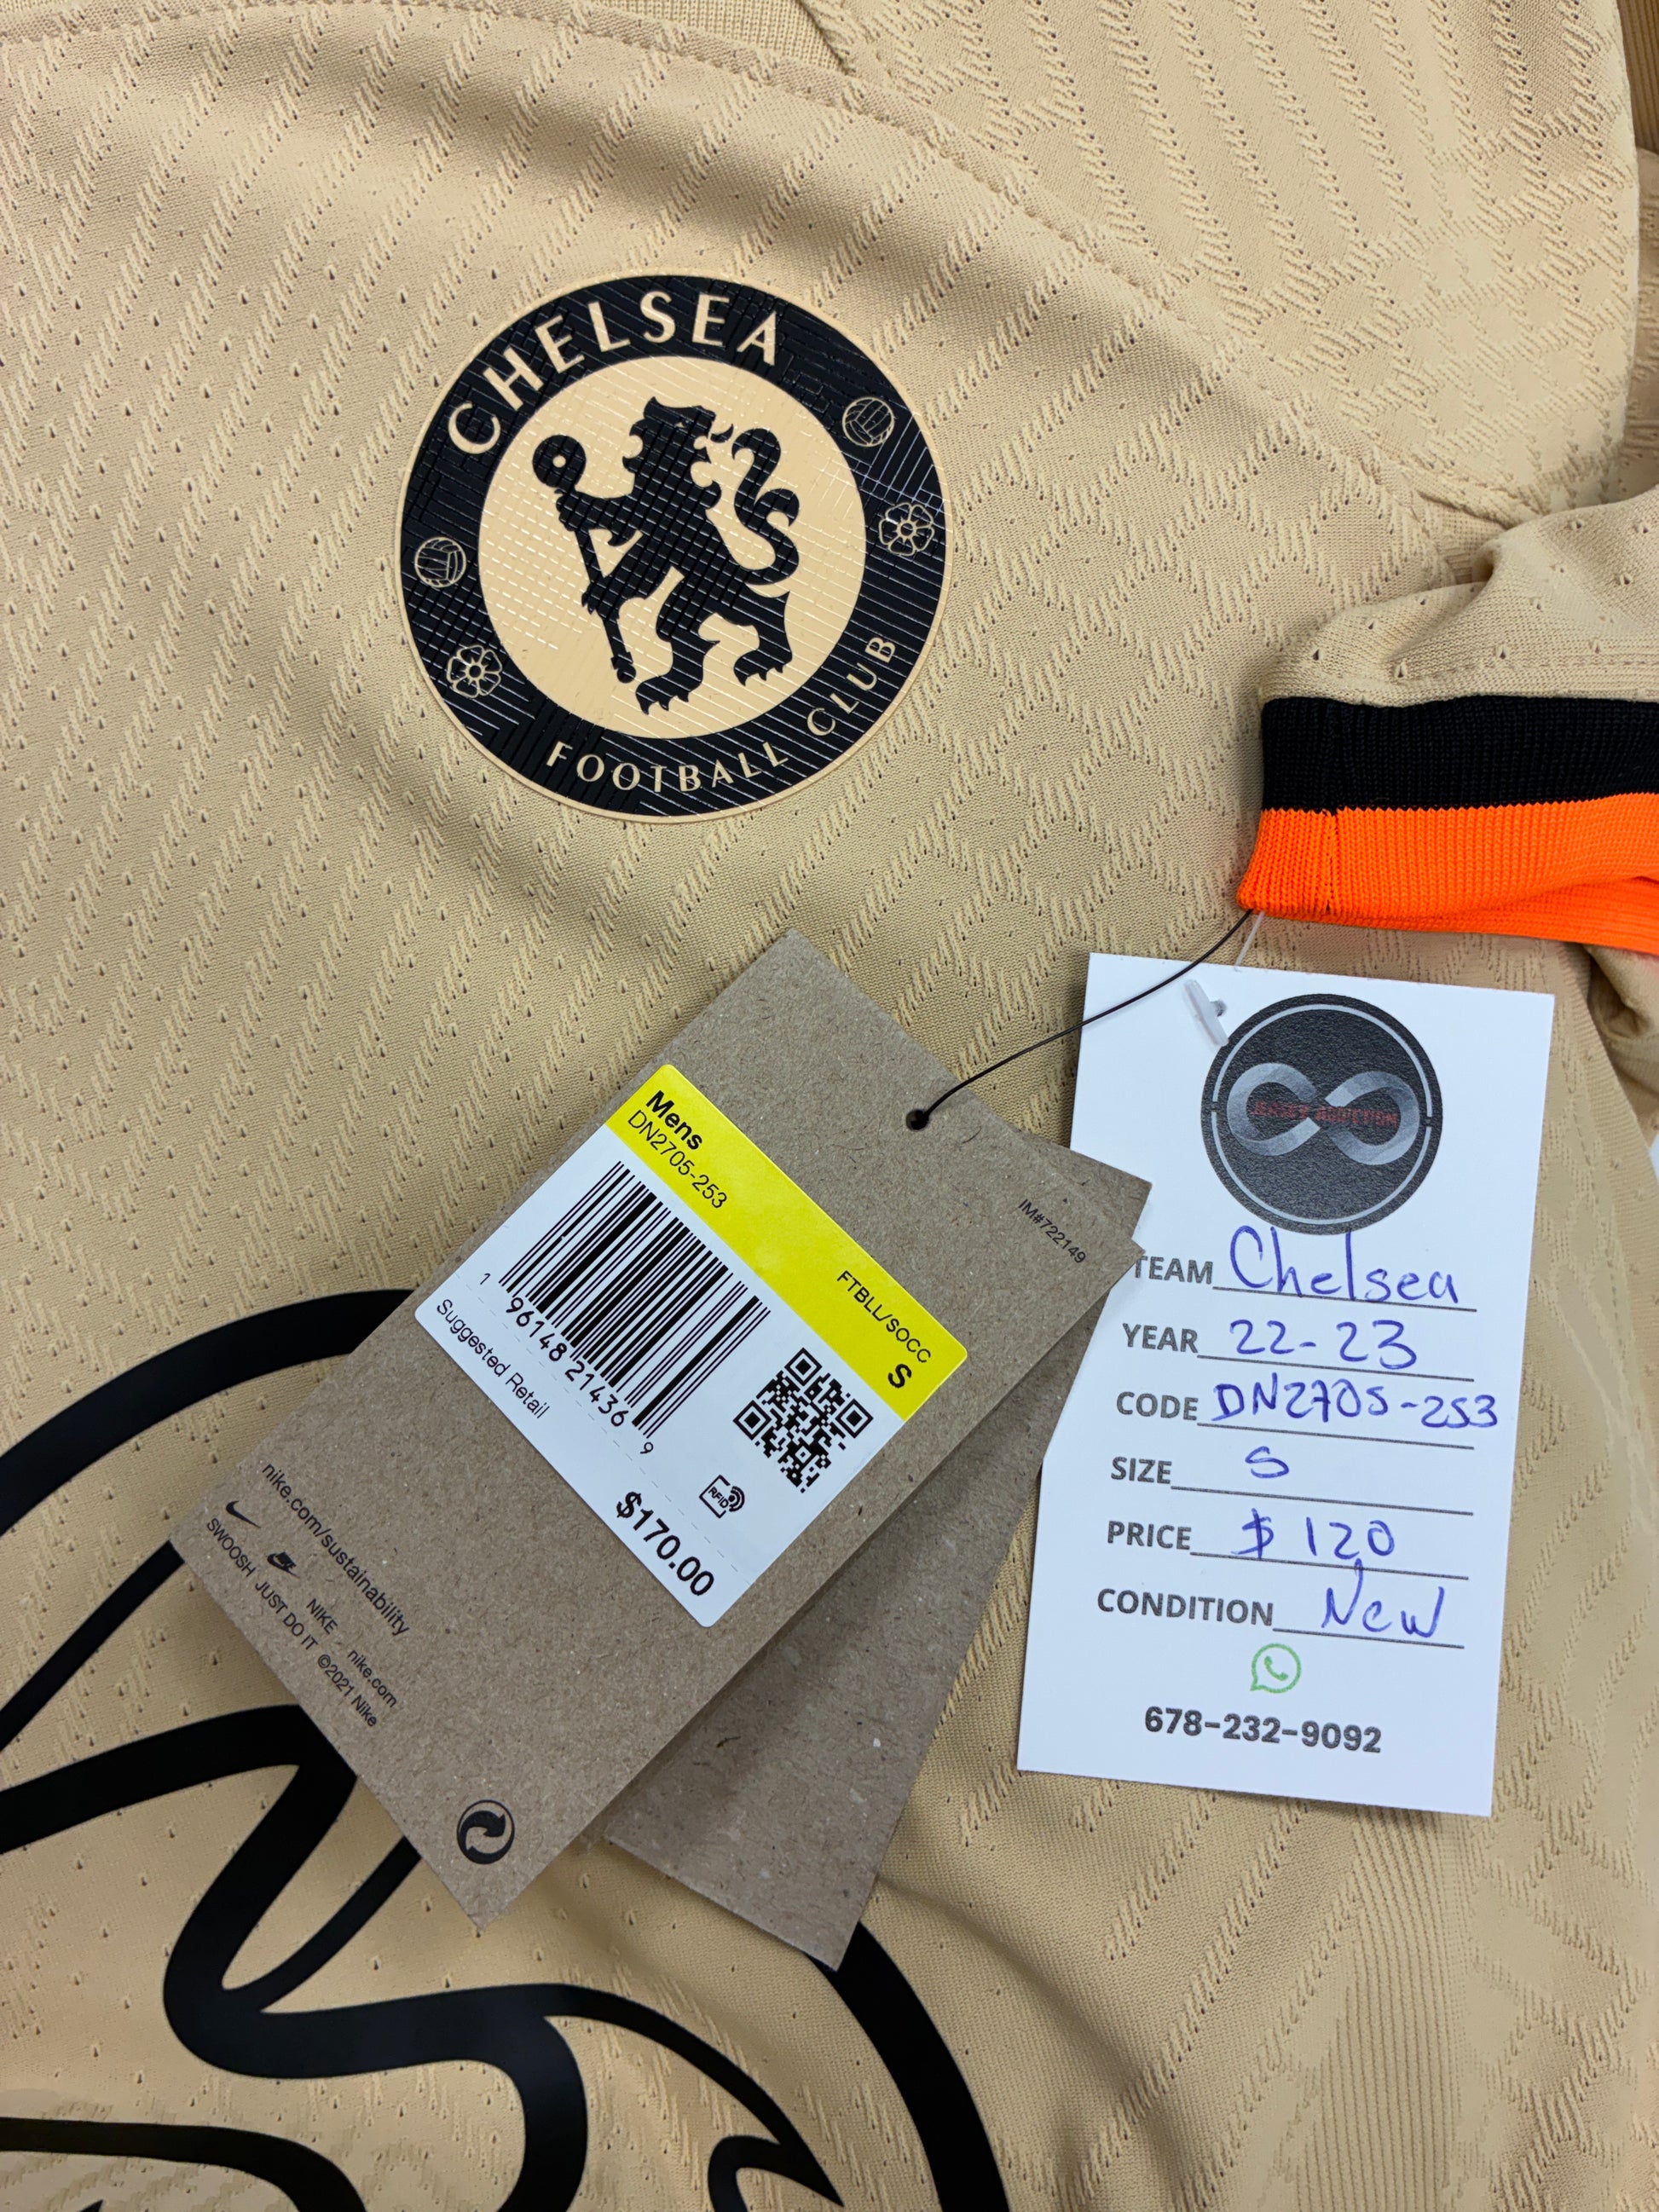 CHELSEA
FOOTBALL CLUB
Mens
DN2705-253
FTBLL/SOCC
S
1 96148 21436 9
Suggested Retail
RFID
$170.00
IM#722149
nike.com/sustainability
NIKE nike.com
SWOOSH JUST DO IT ©2021 Nike
JERSEY ADDICTION
TEAM Chelsea
YEAR 22-23
CODE DN2705-253
SIZE S
PRICE $120
CONDITION New
678-232-9092